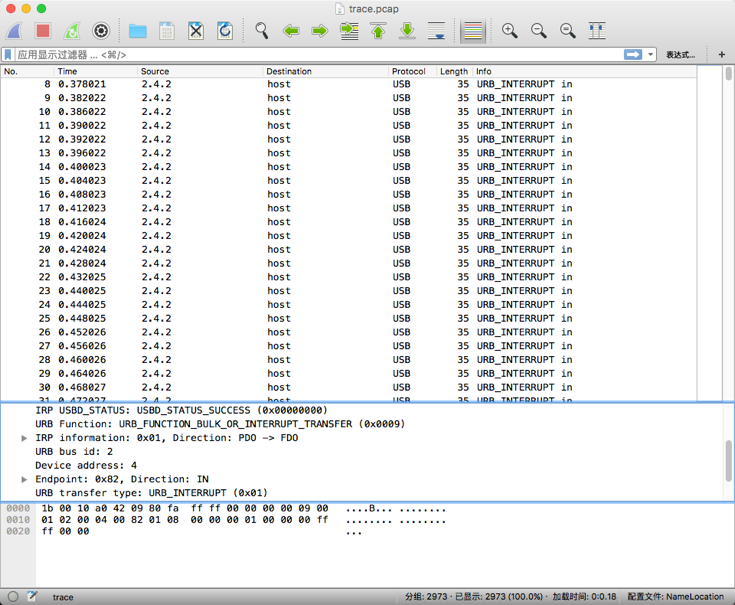 trace.pcap
应用显示过滤器 … <⌘/>
表达式… +
No. Time Source Destination Protocol Length Info
8 0.378021 2.4.2 host USB 35 URB_INTERRUPT in
9 0.382022 2.4.2 host USB 35 URB_INTERRUPT in
10 0.386022 2.4.2 host USB 35 URB_INTERRUPT in
11 0.390022 2.4.2 host USB 35 URB_INTERRUPT in
12 0.392022 2.4.2 host USB 35 URB_INTERRUPT in
13 0.396022 2.4.2 host USB 35 URB_INTERRUPT in
14 0.400023 2.4.2 host USB 35 URB_INTERRUPT in
15 0.404023 2.4.2 host USB 35 URB_INTERRUPT in
16 0.408023 2.4.2 host USB 35 URB_INTERRUPT in
17 0.412023 2.4.2 host USB 35 URB_INTERRUPT in
18 0.416024 2.4.2 host USB 35 URB_INTERRUPT in
19 0.420024 2.4.2 host USB 35 URB_INTERRUPT in
20 0.424024 2.4.2 host USB 35 URB_INTERRUPT in
21 0.428024 2.4.2 host USB 35 URB_INTERRUPT in
22 0.432025 2.4.2 host USB 35 URB_INTERRUPT in
23 0.440025 2.4.2 host USB 35 URB_INTERRUPT in
24 0.444025 2.4.2 host USB 35 URB_INTERRUPT in
25 0.448025 2.4.2 host USB 35 URB_INTERRUPT in
26 0.452026 2.4.2 host USB 35 URB_INTERRUPT in
27 0.456026 2.4.2 host USB 35 URB_INTERRUPT in
28 0.460026 2.4.2 host USB 35 URB_INTERRUPT in
29 0.464026 2.4.2 host USB 35 URB_INTERRUPT in
30 0.468027 2.4.2 host USB 35 URB_INTERRUPT in
31 0.472027 2.4.2 host USB 35 URB_INTERRUPT in
IRP USBD_STATUS: USBD_STATUS_SUCCESS (0x00000000)
URB Function: URB_FUNCTION_BULK_OR_INTERRUPT_TRANSFER (0x0009)
IRP information: 0x01, Direction: PDO -> FDO
URB bus id: 2
Device address: 4
Endpoint: 0x82, Direction: IN
URB transfer type: URB_INTERRUPT (0x01)
0000 1b 00 10 a0 42 09 80 fa ff ff 00 00 00 00 09 00 ....B... ........
0010 01 02 00 04 00 82 01 08 00 00 00 01 00 00 00 ff ........ ........
0020 ff 00 00 ...
trace 分组: 2973 · 已显示: 2973 (100.0%) · 加载时间: 0:0.18 配置文件: NameLocation